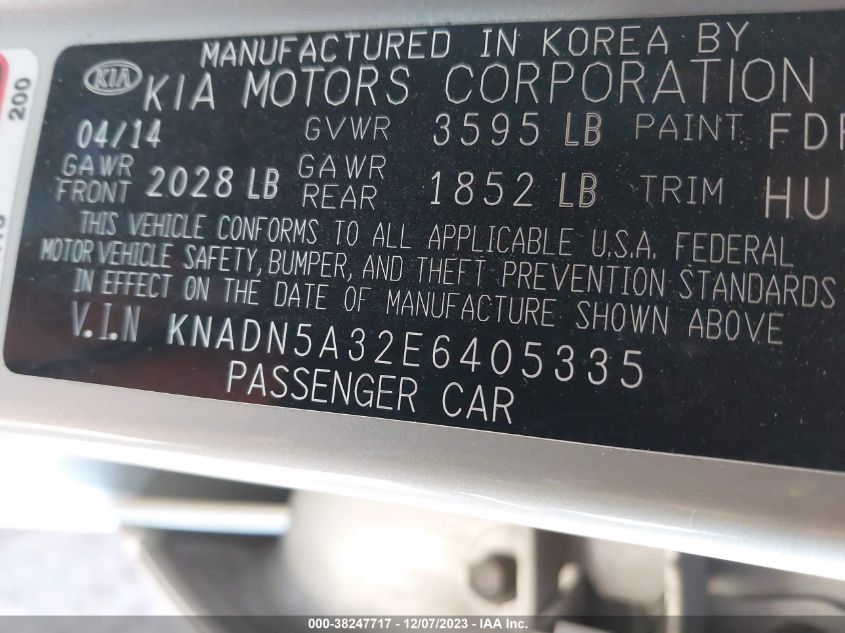 MANUFACTURED IN KOREA BY
KIA KIA MOTORS CORPORATION
04/14 GVWR 3595 LB PAINT
GAWR FRONT 2028 LB GAWR REAR 1852 LB TRIM HU
THIS VEHICLE CONFORMS TO ALL APPLICABLE U.S.A. FEDERAL
MOTOR VEHICLE SAFETY, BUMPER, AND THEFT PREVENTION STANDARDS
IN EFFECT ON THE DATE OF MANUFACTURE SHOWN ABOVE
V.I.N KNADN5A32E6405335
PASSENGER CAR
200
000-38247717 - 12/07/2023 - IAA Inc.